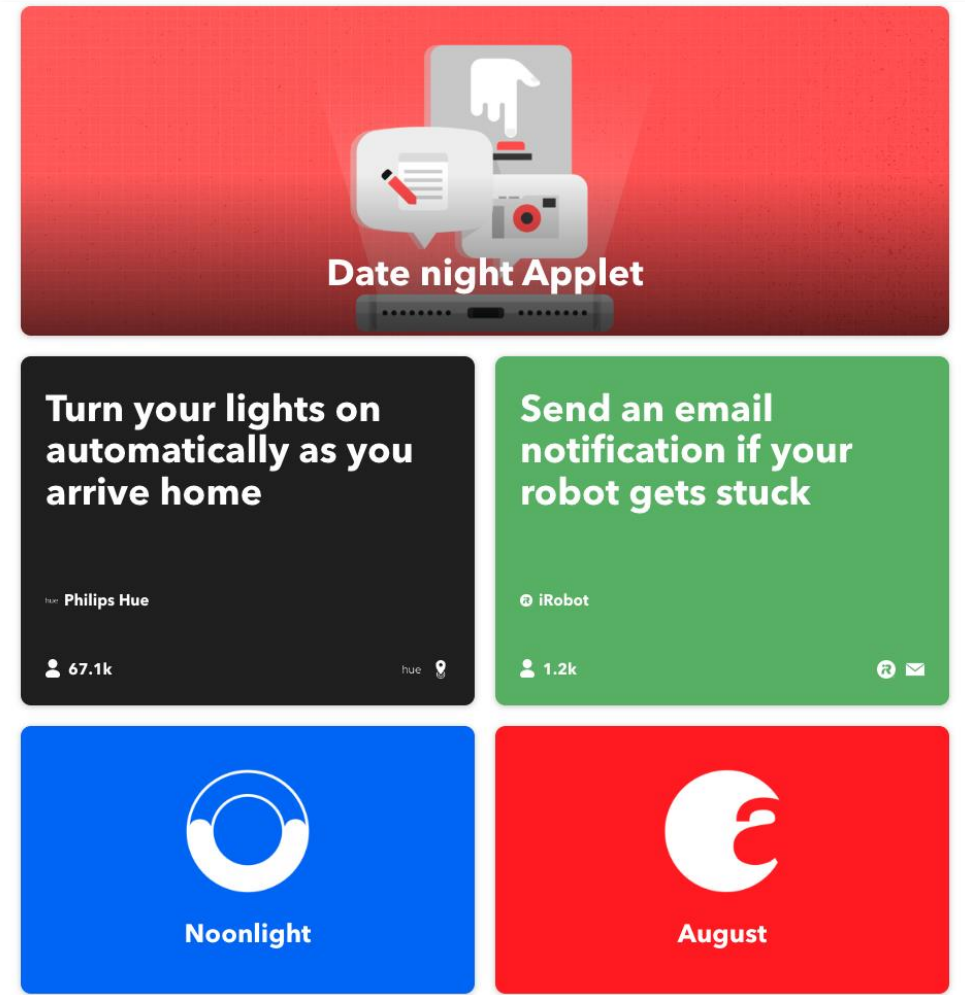 Date night Applet
Turn your lights on
automatically as you
arrive home
hue Philips Hue
67.1k
hue
Send an email
notification if your
robot gets stuck
iRobot
1.2k
Noonlight
August